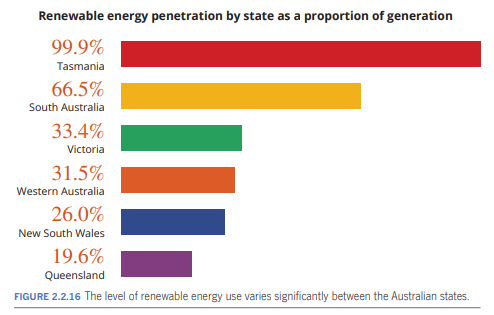 Renewable energy penetration by state as a proportion of generation
99.9%
Tasmania
66.5%
South Australia
33.4%
Victoria
31.5%
Western Australia
26.0%
New South Wales
19.6%
Queensland
FIGURE 2.2.16 The level of renewable energy use varies significantly between the Australian states.